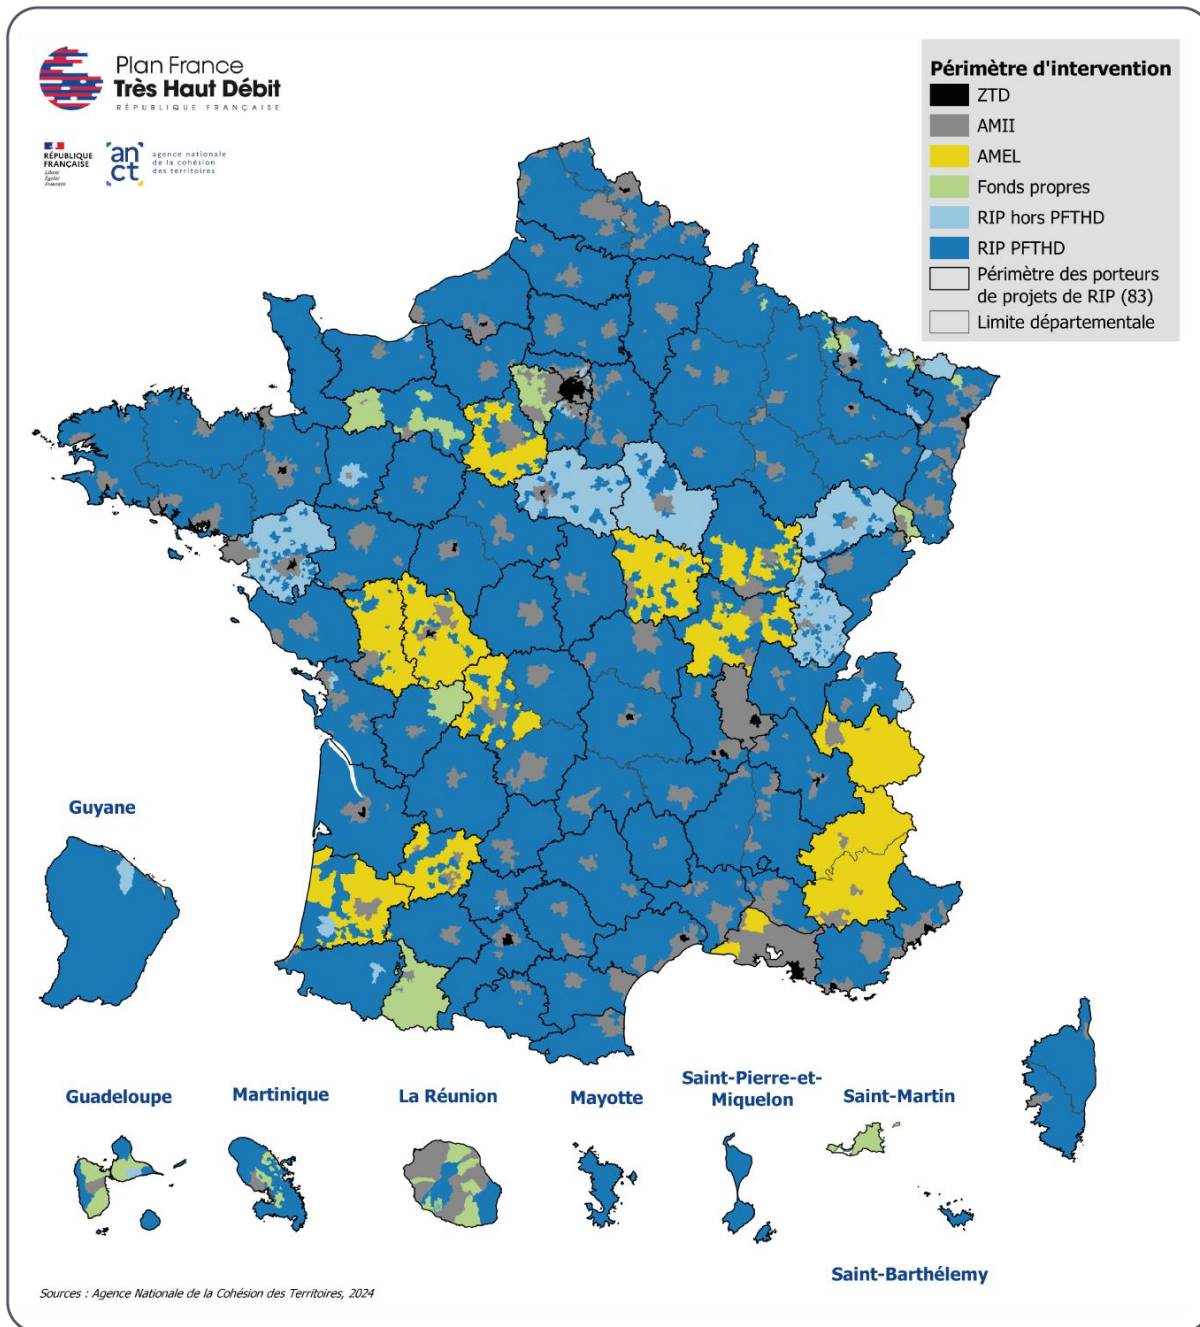 Plan France
Très Haut Débit
RÉPUBLIQUE FRANÇAISE
RÉPUBLIQUE
FRANÇAISE
Liberté
Égalité
Fraternité
an
ct
agence nationale
de la cohésion
des territoires
Périmètre d'intervention
ZTD
AMII
AMEL
Fonds propres
RIP hors PFTHD
RIP PFTHD
Périmètre des porteurs
de projets de RIP (83)
Limite départementale
Guyane
Guadeloupe
Martinique
La Réunion
Mayotte
Saint-Pierre-et-
Miquelon
Saint-Martin
Saint-Barthélemy
Sources : Agence Nationale de la Cohésion des Territoires, 2024